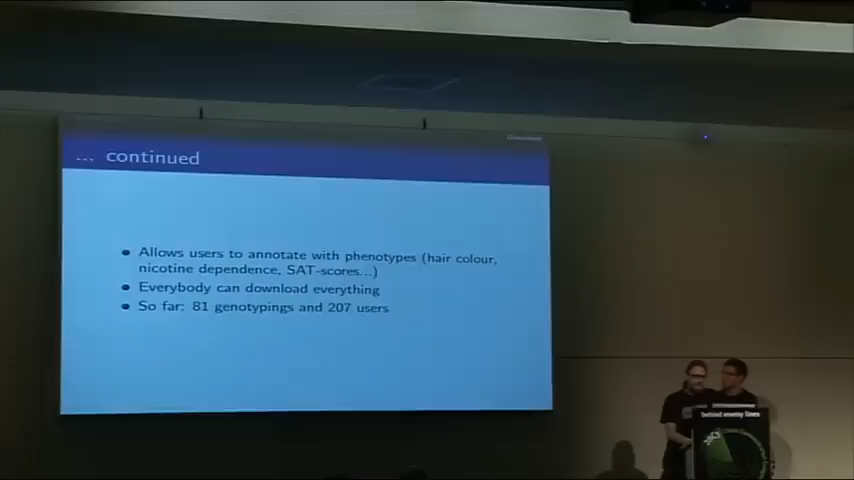 ... continued
Allows users to annotate with phenotypes (hair colour,
nicotine dependence, SAT-scores...)
Everybody can download everything
So far: 81 genotypings and 207 users
behind enemy lines